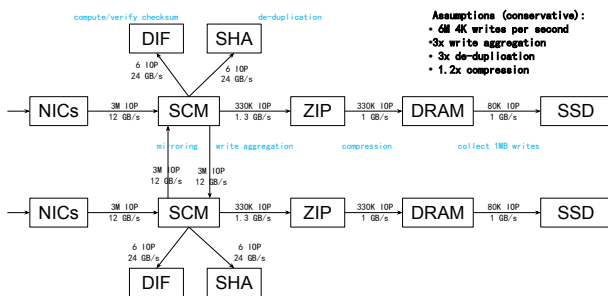 compute/verify checksum
de-duplication
Assumptions (conservative):
• 6M 4K writes per second
•3x write aggregation
• 3x de-duplication
• 1.2x compression
DIF
SHA
6 IOP
24 GB/s
6 IOP
24 GB/s
NICs
3M IOP
12 GB/s
SCM
330K IOP
1.3 GB/s
ZIP
330K IOP
1 GB/s
DRAM
80K IOP
1 GB/s
SSD
mirroring
write aggregation
compression
collect 1MB writes
3M IOP
12 GB/s
3M IOP
12 GB/s
NICs
3M IOP
12 GB/s
SCM
330K IOP
1.3 GB/s
ZIP
330K IOP
1 GB/s
DRAM
80K IOP
1 GB/s
SSD
6 IOP
24 GB/s
6 IOP
24 GB/s
DIF
SHA